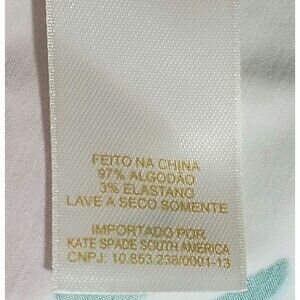 FEITO NA CHINA
97% ALGODÃO
3% ELASTANO
LAVE A SECO SOMENTE
IMPORTADO POR
KATE SPADE SOUTH AMERICA
CNPJ: 10.853.238/0001-13